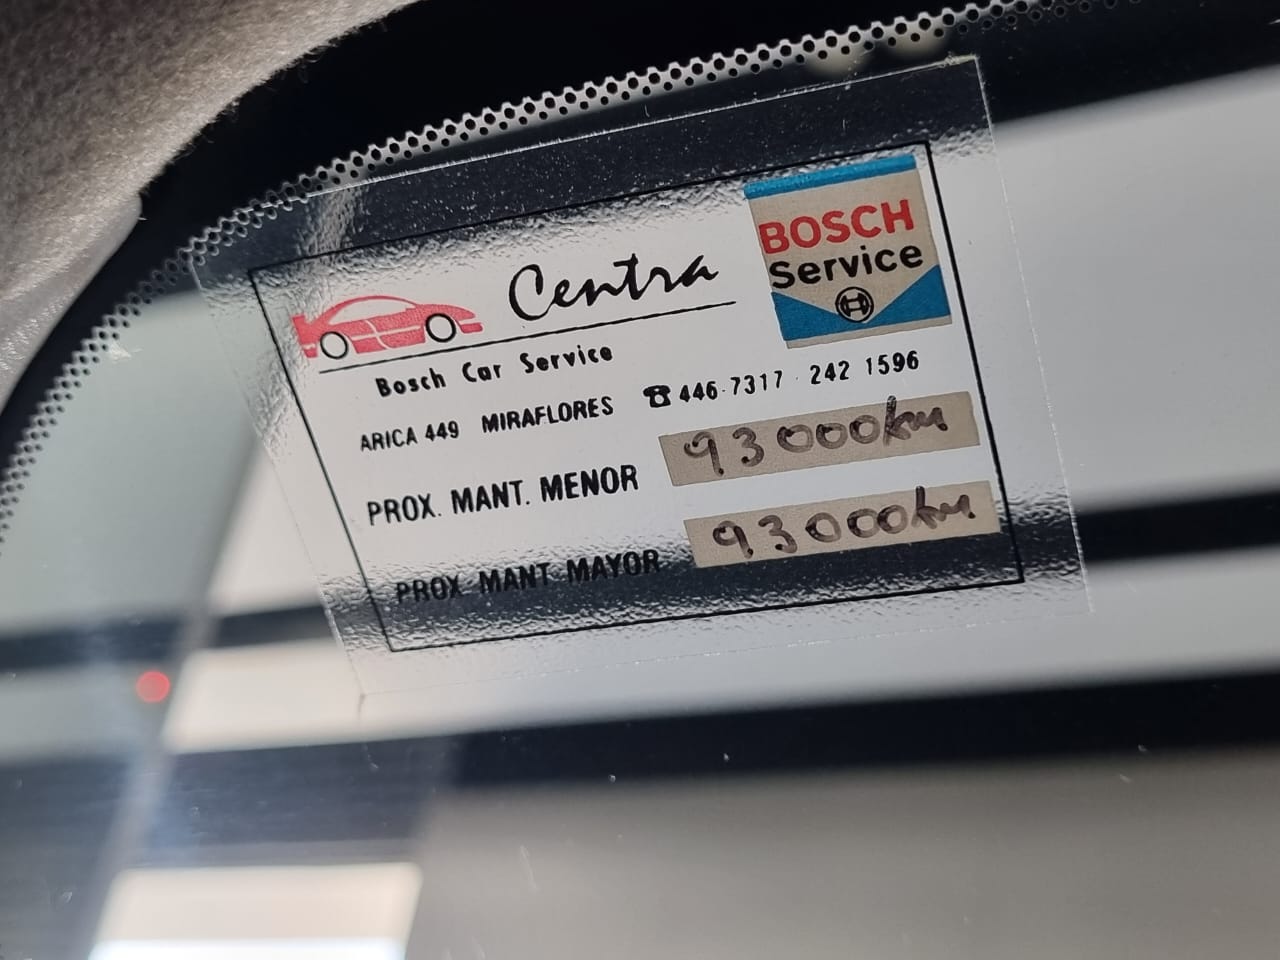 Centra
BOSCH
Service
Bosch Car Service
ARICA 449 MIRAFLORES ☎ 446-7317 · 242 1596
PROX. MANT. MENOR 93000km
PROX MANT MAYOR 93000km